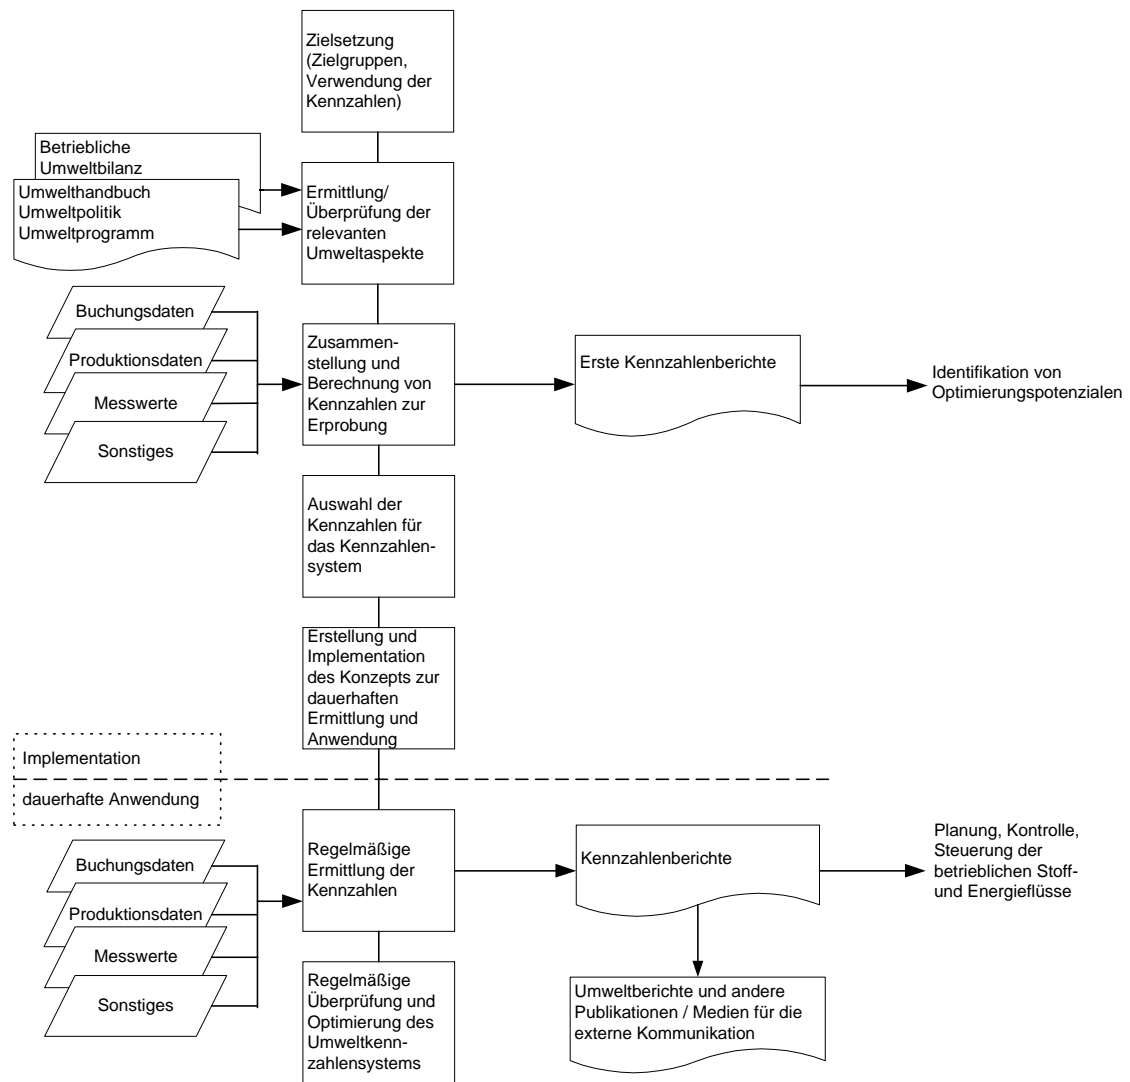 Zielsetzung
(Zielgruppen,
Verwendung der
Kennzahlen)
Betriebliche
Umweltbilanz
Umwelthandbuch
Umweltpolitik
Umweltprogramm
Ermittlung/
Überprüfung der
relevanten
Umweltaspekte
Buchungsdaten
Produktionsdaten
Messwerte
Sonstiges
Zusammen-
stellung und
Berechnung von
Kennzahlen zur
Erprobung
Erste Kennzahlenberichte
Identifikation von
Optimierungspotenzialen
Auswahl der
Kennzahlen für
das Kennzahlen-
system
Erstellung und
Implementation
des Konzepts zur
dauerhaften
Ermittlung und
Anwendung
Implementation
dauerhafte Anwendung
Buchungsdaten
Produktionsdaten
Messwerte
Sonstiges
Regelmäßige
Ermittlung der
Kennzahlen
Kennzahlenberichte
Planung, Kontrolle,
Steuerung der
betrieblichen Stoff-
und Energieflüsse
Regelmäßige
Überprüfung und
Optimierung des
Umweltkenn-
zahlensystems
Umweltberichte und andere
Publikationen / Medien für die
externe Kommunikation